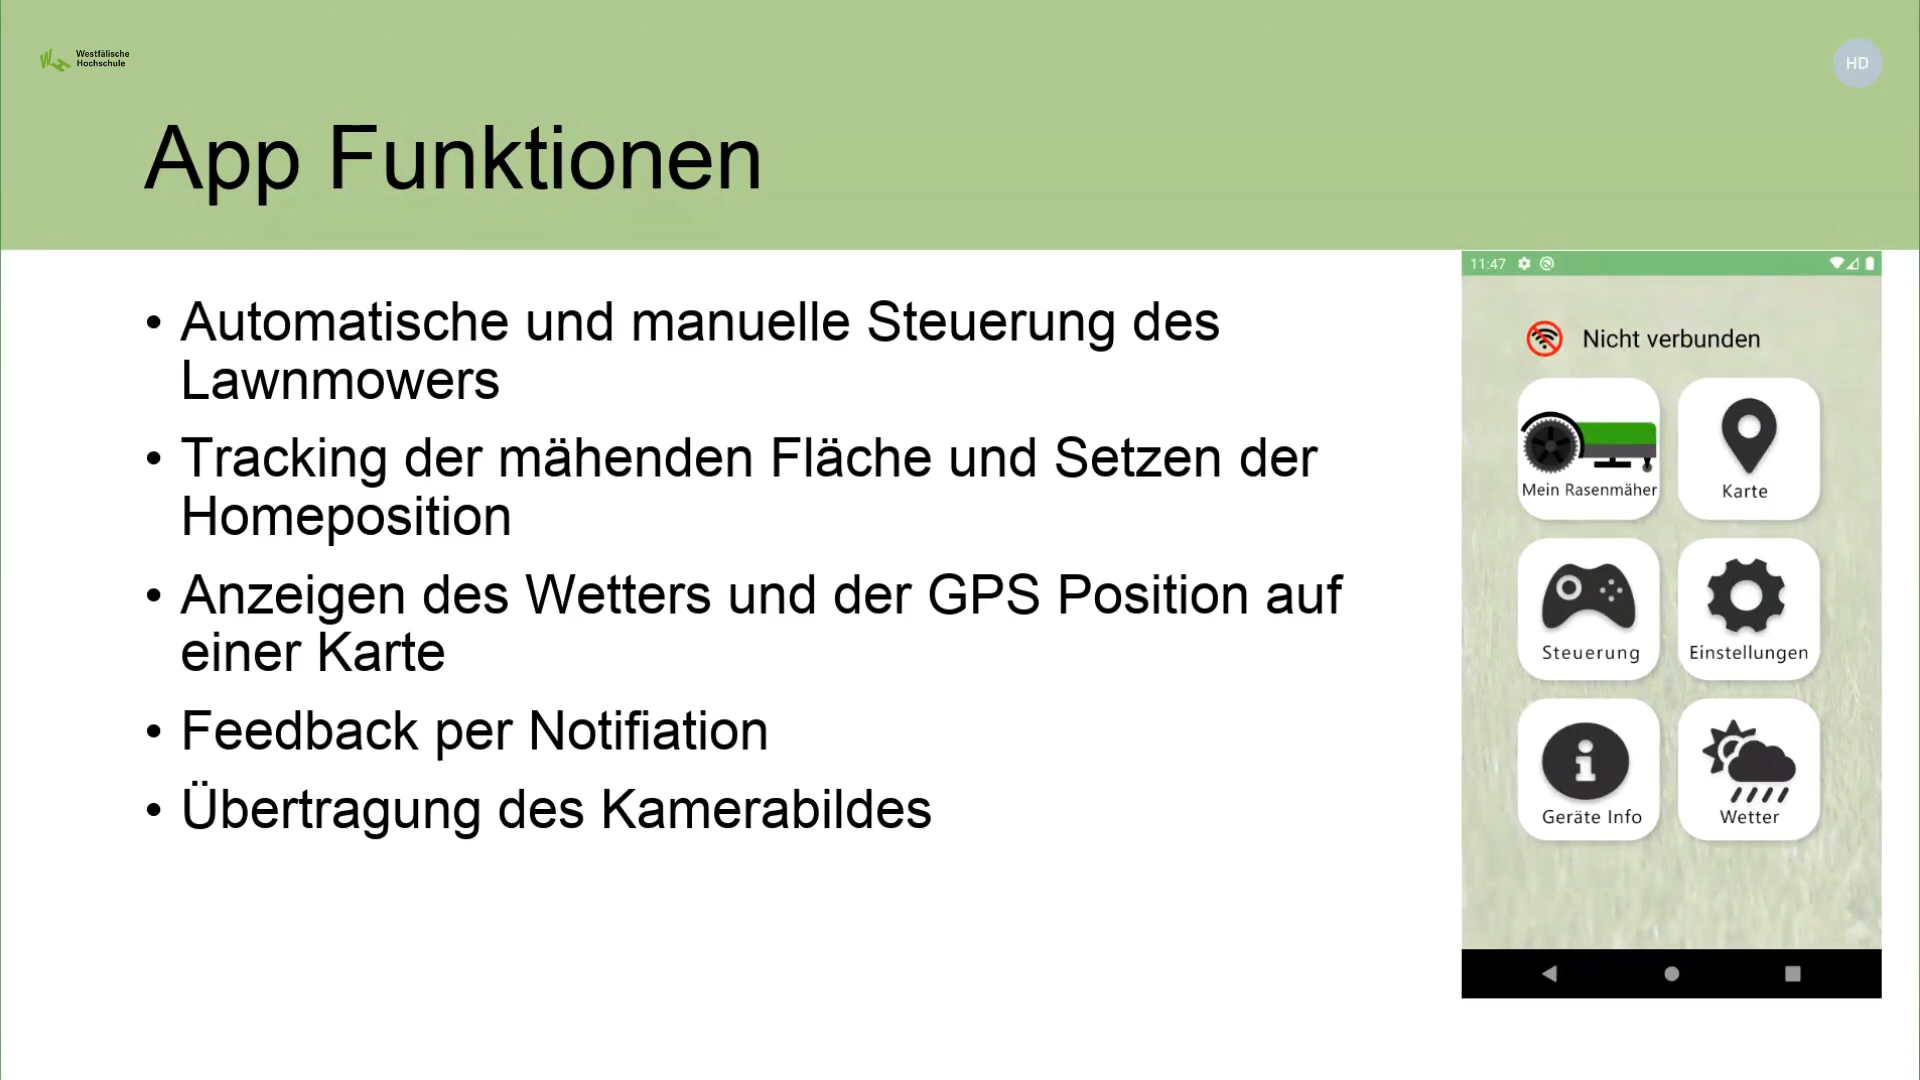 Westfälische
Hochschule
HD
App Funktionen
• Automatische und manuelle Steuerung des
Lawnmowers
• Tracking der mähenden Fläche und Setzen der
Homeposition
• Anzeigen des Wetters und der GPS Position auf
einer Karte
• Feedback per Notifiation
• Übertragung des Kamerabildes
11:47
Nicht verbunden
Mein Rasenmäher
Karte
Steuerung
Einstellungen
Geräte Info
Wetter